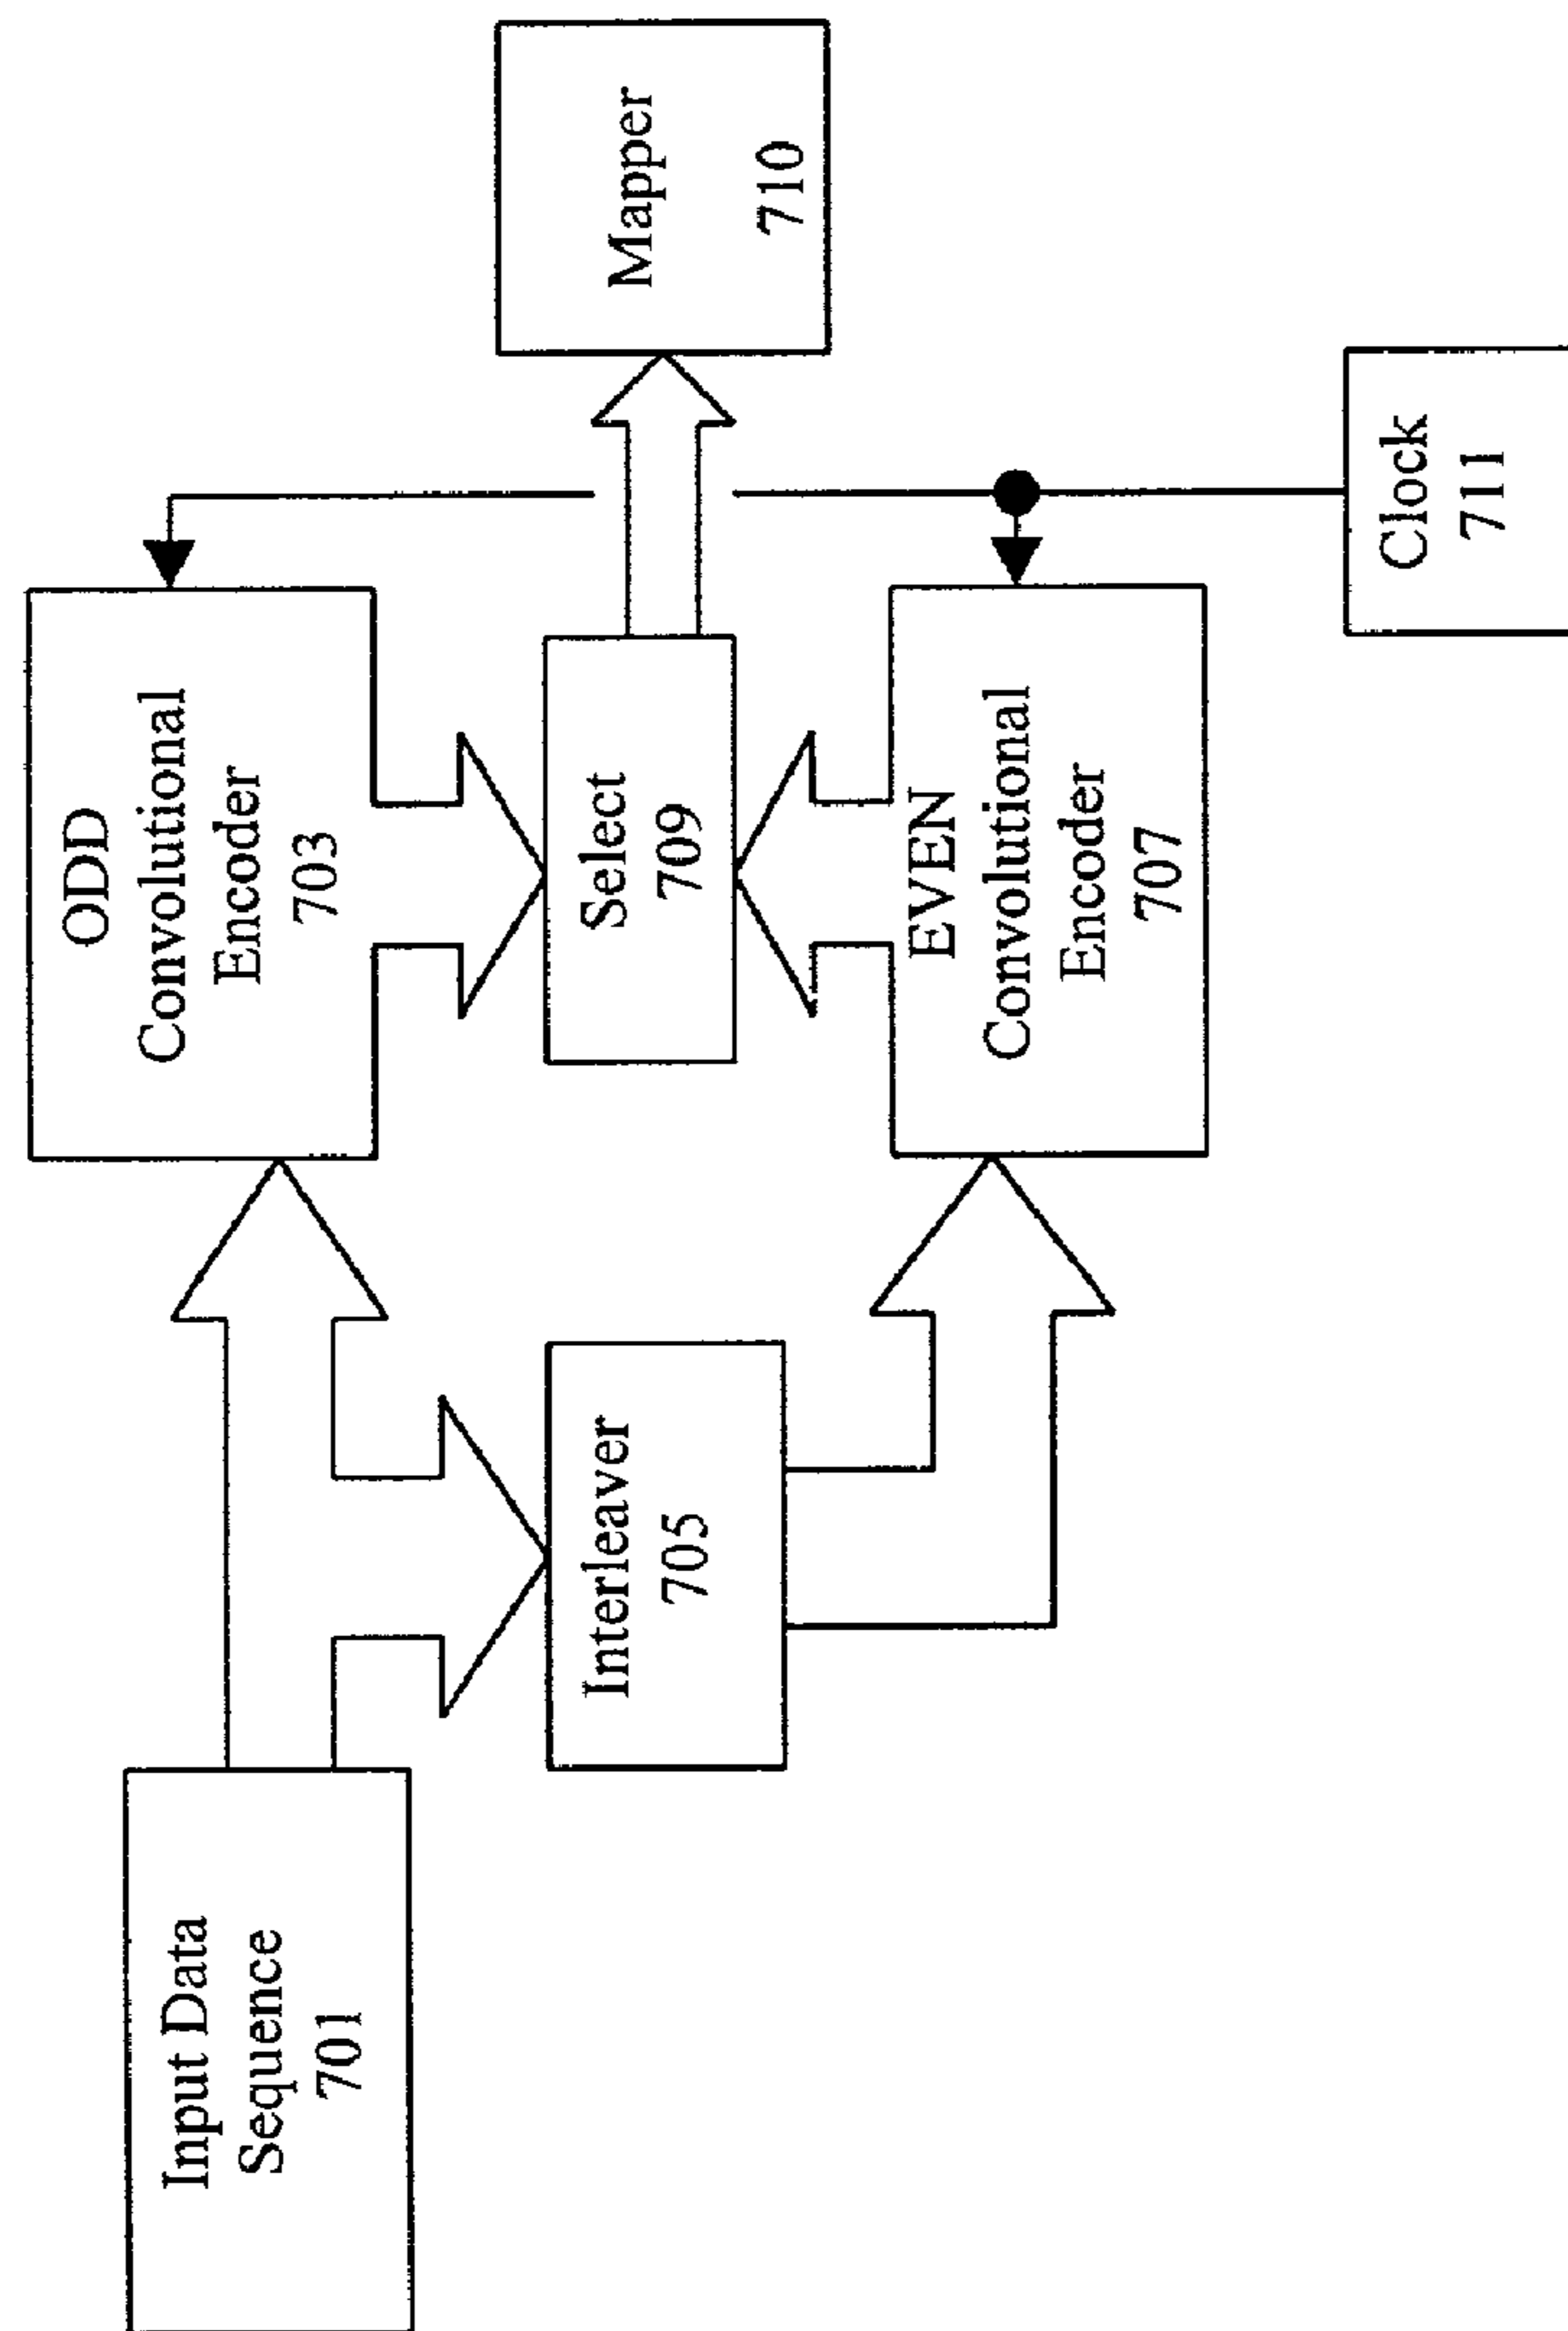 Input Data
Sequence
701
ODD
Convolutional
Encoder
703
Interleaver
705
Select
709
Mapper
710
EVEN
Convolutional
Encoder
707
Clock
711